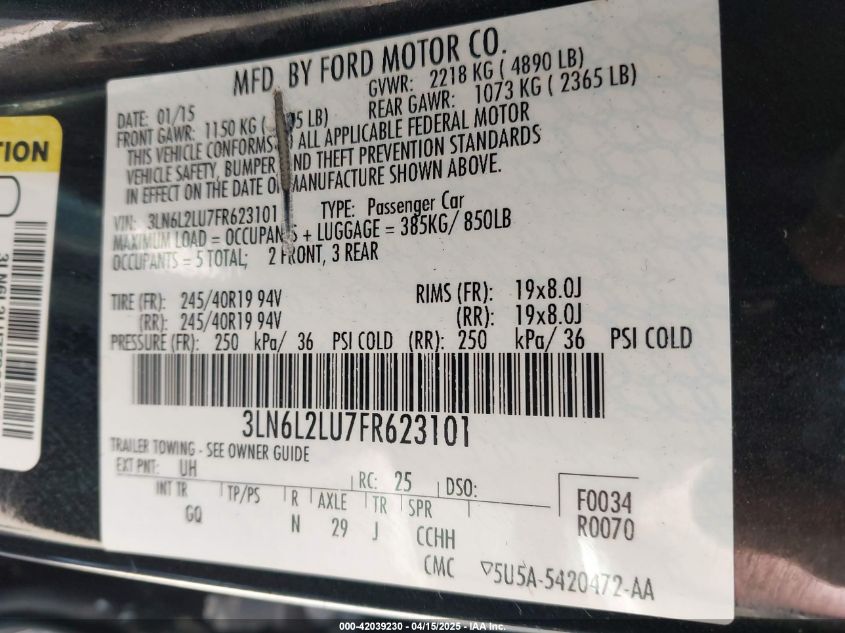 MFD. BY FORD MOTOR CO.
DATE: 01/15 GVWR: 2218 KG ( 4890 LB)
FRONT GAWR: 1150 KG ( 5 LB) REAR GAWR: 1073 KG ( 2365 LB)
THIS VEHICLE CONFORMS ALL APPLICABLE FEDERAL MOTOR
VEHICLE SAFETY, BUMPER AND THEFT PREVENTION STANDARDS
IN EFFECT ON THE DATE OF MANUFACTURE SHOWN ABOVE.
VIN: 3LN6L2LU7FR623101 TYPE: Passenger Car
MAXIMUM LOAD = OCCUPANTS + LUGGAGE = 385KG/ 850LB
OCCUPANTS = 5 TOTAL; 2 FRONT, 3 REAR
TIRE (FR): 245/40R19 94V RIMS (FR): 19x8.0J
(RR): 245/40R19 94V (RR): 19x8.0J
PRESSURE (FR): 250 kPa/ 36 PSI COLD (RR): 250 kPa/ 36 PSI COLD
3LN6L2LU7FR623101
TRAILER TOWING - SEE OWNER GUIDE
EXT PNT: UH RC: 25 DSO:
INT TR TP/PS R AXLE TR SPR F0034
GQ N 29 J CCHH R0070
CMC 5U5A-5420472-AA
000-42039230 - 04/15/2025 - IAA Inc.